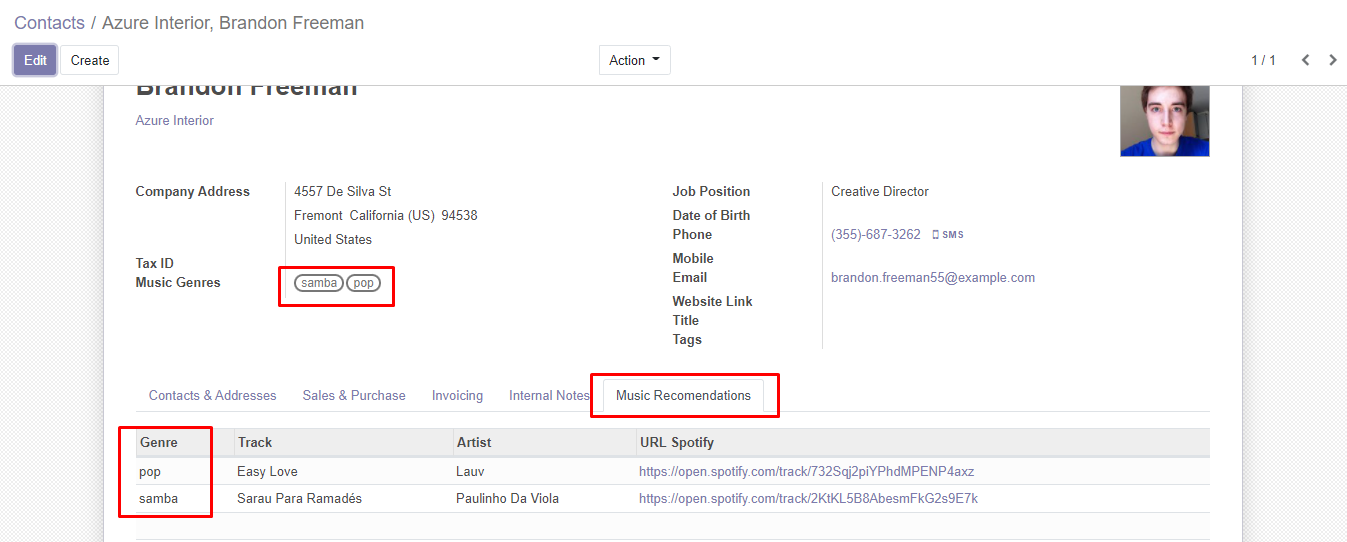 Contacts / Azure Interior, Brandon Freeman
Edit Create Action 1 / 1
Brandon Freeman
Azure Interior
Company Address 4557 De Silva St Job Position Creative Director
Fremont California (US) 94538 Date of Birth
Phone (355)-687-3262 SMS
United States
Mobile
Tax ID
Music Genres samba pop Email brandon.freeman55@example.com
Website Link
Title
Tags
Contacts & Addresses Sales & Purchase Invoicing Internal Notes Music Recomendations
Genre Track Artist URL Spotify
pop Easy Love Lauv https://open.spotify.com/track/732Sqj2piYPhdMPENP4axz
samba Sarau Para Ramadés Paulinho Da Viola https://open.spotify.com/track/2KtKL5B8AbesmFkG2s9E7k